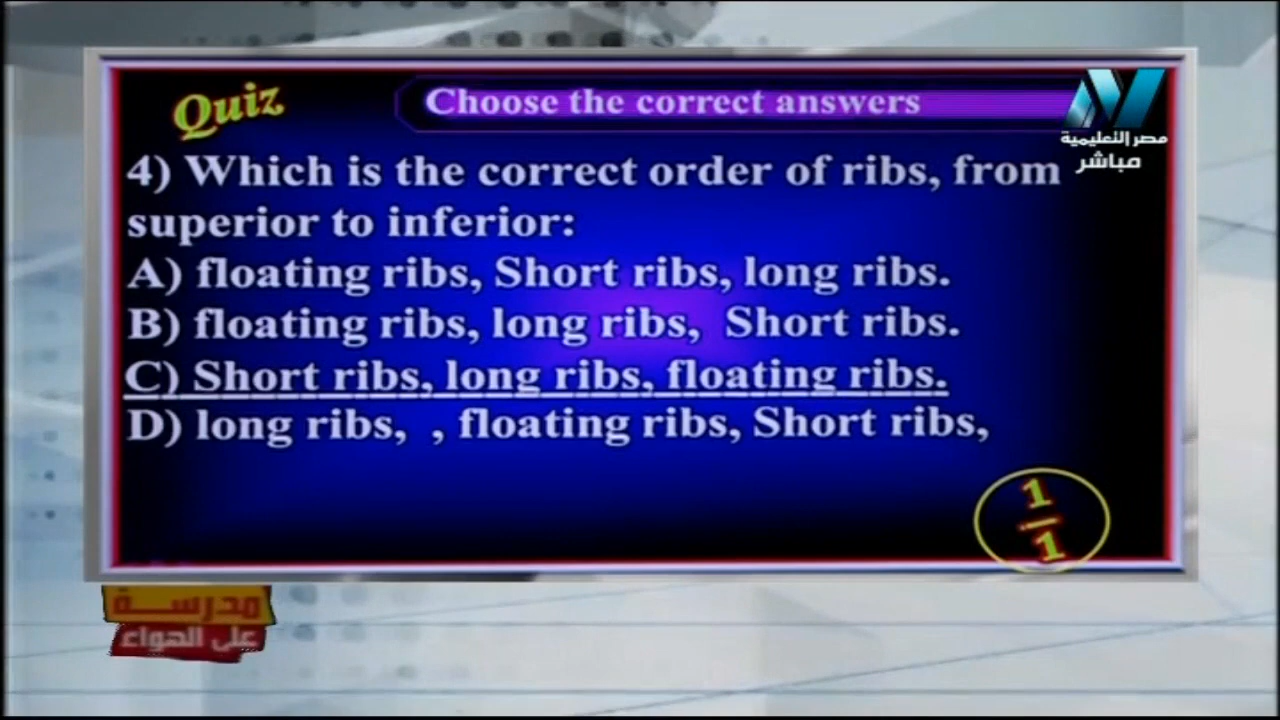 Quiz
Choose the correct answers
مصر التعليمية
مباشر
4) Which is the correct order of ribs, from
superior to inferior:
A) floating ribs, Short ribs, long ribs.
B) floating ribs, long ribs,  Short ribs.
C) Short ribs, long ribs, floating ribs.
D) long ribs,  , floating ribs, Short ribs,
1
1
مدرسة
على الهواء